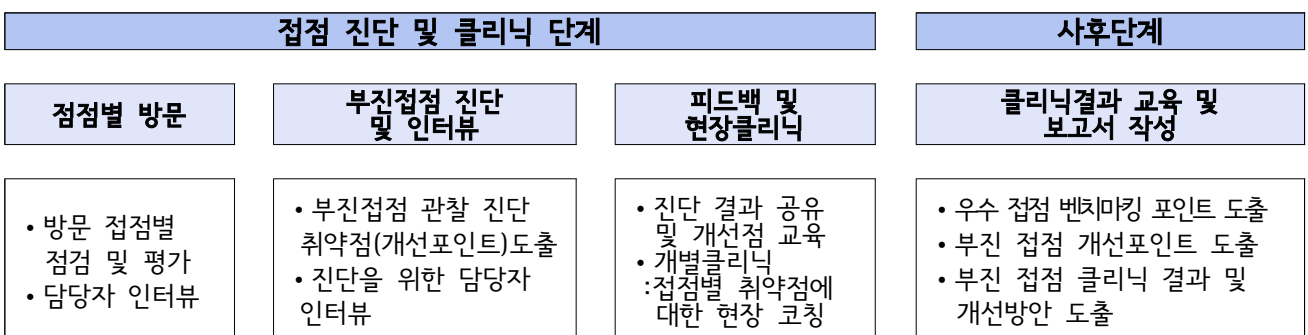 접점 진단 및 클리닉 단계
사후단계
점점별 방문
부진접점 진단
및 인터뷰
피드백 및
현장클리닉
클리닉결과 교육 및
보고서 작성
• 방문 접점별
점검 및 평가
• 담당자 인터뷰
• 부진접점 관찰 진단
취약점(개선포인트)도출
• 진단을 위한 담당자
인터뷰
• 진단 결과 공유
및 개선점 교육
• 개별클리닉
:접점별 취약점에
대한 현장 코칭
• 우수 접점 벤치마킹 포인트 도출
• 부진 접점 개선포인트 도출
• 부진 접점 클리닉 결과 및
개선방안 도출